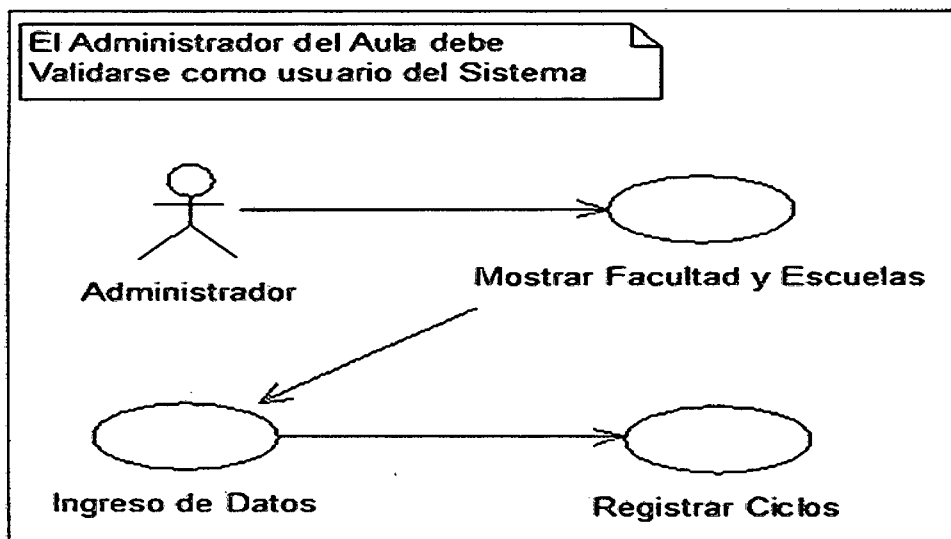 El Administrador del Aula debe
Validarse como usuario del Sistema
Administrador
Mostrar Facultad y Escuelas
Ingreso de Datos
Registrar Ciclos